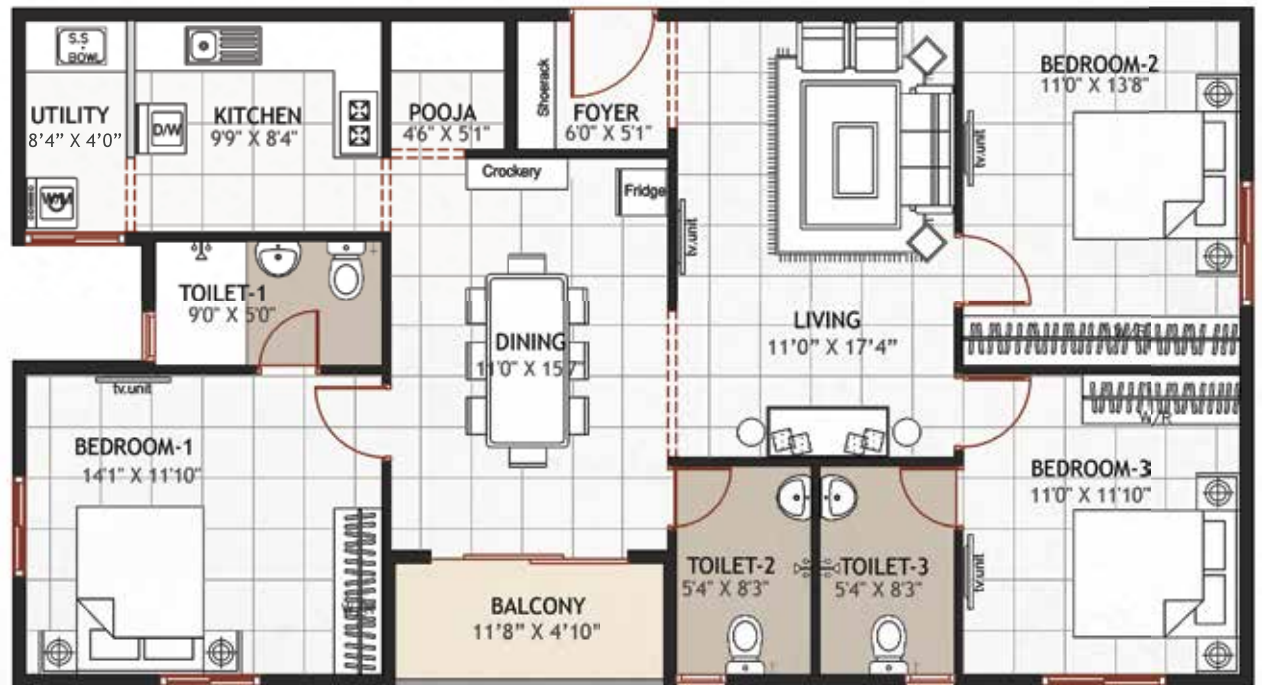 S.S
BOWL
UTILITY
8'4" X 4'0"
W/M
KITCHEN
9'9" X 8'4"
D/W
POOJA
4'6" X 5'1"
Shoerack
FOYER
6'0" X 5'1"
Crockery
Fridge
tv.unit
BEDROOM-2
11'0" X 13'8"
tv.unit
TOILET-1
9'0" X 5'0"
DINING
11'0" X 15'7"
LIVING
11'0" X 17'4"
tv.unit
BEDROOM-1
14'1" X 11'10"
W/R
BEDROOM-3
11'0" X 11'10"
tv.unit
TOILET-2
5'4" X 8'3"
TOILET-3
5'4" X 8'3"
BALCONY
11'8" X 4'10"